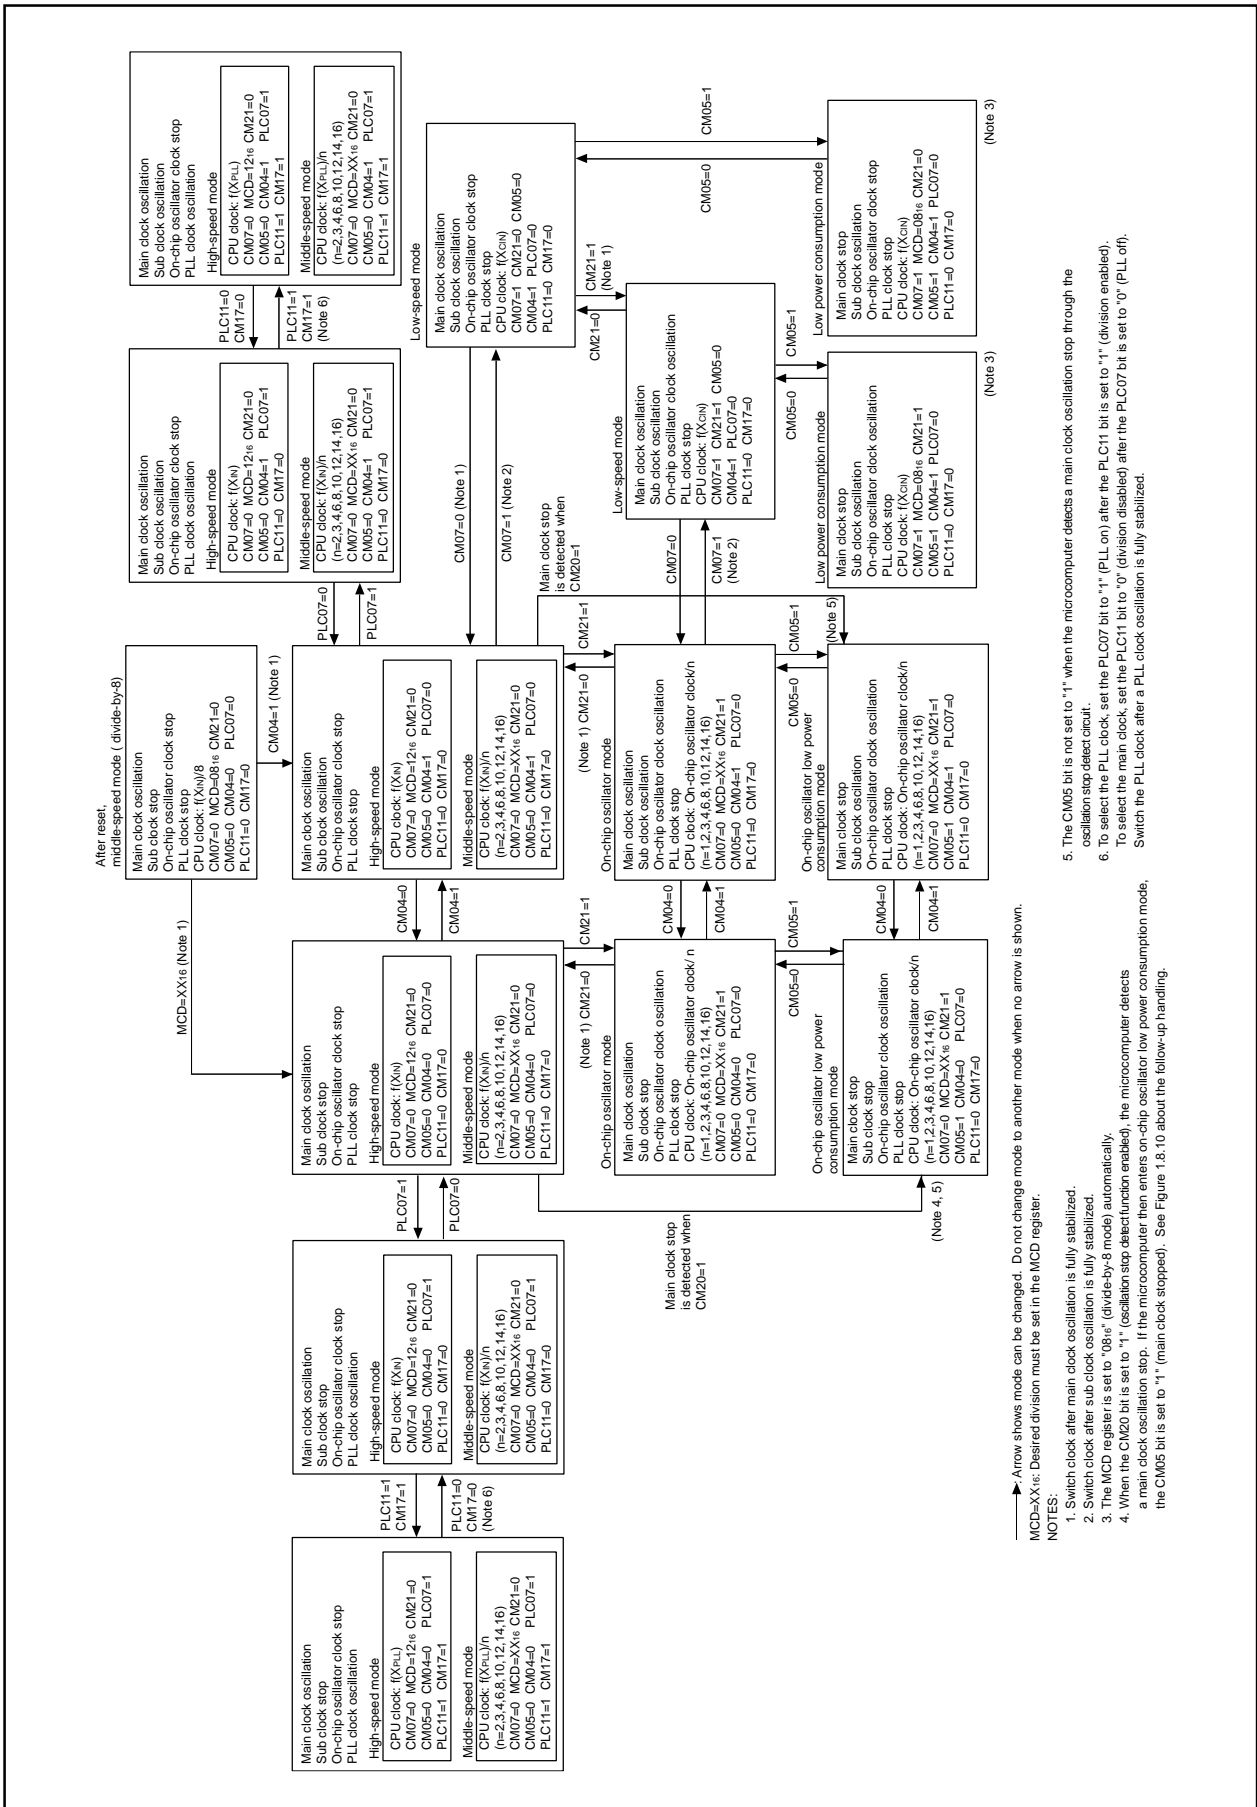 After reset,
middle-speed mode ( divide-by-8)
Main clock oscillation
Sub clock stop
On-chip oscillator clock stop
PLL clock stop
CPU clock: f(XIN)/8
CM07=0 MCD=0816 CM21=0
CM05=0 CM04=0 PLC07=0
PLC11=0 CM17=0
MCD=XX16 (Note 1)
CM04=1 (Note 1)
Main clock oscillation
Sub clock stop
On-chip oscillator clock stop
PLL clock oscillation
High-speed mode
CPU clock: f(XPLL)
CM07=0 MCD=1216 CM21=0
CM05=0 CM04=0 PLC07=1
PLC11=1 CM17=1
Middle-speed mode
CPU clock: f(XPLL)/n
(n=2,3,4,6,8,10,12,14,16)
CM07=0 MCD=XX16 CM21=0
CM05=0 CM04=0 PLC07=1
PLC11=1 CM17=1
PLC11=1
CM17=1
PLC11=0
CM17=0
(Note 6)
Main clock oscillation
Sub clock stop
On-chip oscillator clock stop
PLL clock oscillation
High-speed mode
CPU clock: f(XIN)
CM07=0 MCD=1216 CM21=0
CM05=0 CM04=0 PLC07=1
PLC11=0 CM17=0
Middle-speed mode
CPU clock: f(XIN)/n
(n=2,3,4,6,8,10,12,14,16)
CM07=0 MCD=XX16 CM21=0
CM05=0 CM04=0 PLC07=1
PLC11=0 CM17=0
PLC07=1
PLC07=0
Main clock oscillation
Sub clock stop
On-chip oscillator clock stop
PLL clock stop
High-speed mode
CPU clock: f(XIN)
CM07=0 MCD=1216 CM21=0
CM05=0 CM04=0 PLC07=0
PLC11=0 CM17=0
Middle-speed mode
CPU clock: f(XIN)/n
(n=2,3,4,6,8,10,12,14,16)
CM07=0 MCD=XX16 CM21=0
CM05=0 CM04=0 PLC07=0
PLC11=0 CM17=0
CM04=0
CM04=1
Main clock oscillation
Sub clock oscillation
On-chip oscillator clock stop
PLL clock stop
High-speed mode
CPU clock: f(XIN)
CM07=0 MCD=1216 CM21=0
CM05=0 CM04=1 PLC07=0
PLC11=0 CM17=0
Middle-speed mode
CPU clock: f(XIN)/n
(n=2,3,4,6,8,10,12,14,16)
CM07=0 MCD=XX16 CM21=0
CM05=0 CM04=1 PLC07=0
PLC11=0 CM17=0
PLC07=0
PLC07=1
Main clock oscillation
Sub clock oscillation
On-chip oscillator clock stop
PLL clock oscillation
High-speed mode
CPU clock: f(XIN)
CM07=0 MCD=1216 CM21=0
CM05=0 CM04=1 PLC07=1
PLC11=0 CM17=0
Middle-speed mode
CPU clock: f(XIN)/n
(n=2,3,4,6,8,10,12,14,16)
CM07=0 MCD=XX16 CM21=0
CM05=0 CM04=1 PLC07=1
PLC11=0 CM17=0
PLC11=0
CM17=0
PLC11=1
CM17=1
(Note 6)
Main clock oscillation
Sub clock oscillation
On-chip oscillator clock stop
PLL clock oscillation
High-speed mode
CPU clock: f(XPLL)
CM07=0 MCD=1216 CM21=0
CM05=0 CM04=1 PLC07=1
PLC11=1 CM17=1
Middle-speed mode
CPU clock: f(XPLL)/n
(n=2,3,4,6,8,10,12,14,16)
CM07=0 MCD=XX16 CM21=0
CM05=0 CM04=1 PLC07=1
PLC11=1 CM17=1
CM07=0 (Note 1)
CM07=1 (Note 2)
Main clock stop
is detected when
CM20=1
Low-speed mode
Main clock oscillation
Sub clock oscillation
On-chip oscillator clock stop
PLL clock stop
CPU clock: f(XCIN)
CM07=1 CM21=0 CM05=0
CM04=1 PLC07=0
PLC11=0 CM17=0
CM21=0
CM21=1
(Note 1)
CM05=0
CM05=1
(Note 1) CM21=0
CM21=1
On-chip oscillator mode
Main clock oscillation
Sub clock stop
On-chip oscillator clock oscillation
PLL clock stop
CPU clock: On-chip oscillator clock/ n
(n=1,2,3,4,6,8,10,12,14,16)
CM07=0 MCD=XX16 CM21=1
CM05=0 CM04=0 PLC07=0
PLC11=0 CM17=0
CM04=0
CM04=1
(Note 1) CM21=0
CM21=1
On-chip oscillator mode
Main clock oscillation
Sub clock oscillation
On-chip oscillator clock oscillation
PLL clock stop
CPU clock: On-chip oscillator clock/n
(n=1,2,3,4,6,8,10,12,14,16)
CM07=0 MCD=XX16 CM21=1
CM05=0 CM04=1 PLC07=0
PLC11=0 CM17=0
CM07=0
CM07=1
(Note 2)
Low-speed mode
Main clock oscillation
Sub clock oscillation
On-chip oscillator clock oscillation
PLL clock stop
CPU clock: f(XCIN)
CM07=1 CM21=1 CM05=0
CM04=1 PLC07=0
PLC11=0 CM17=0
Main clock stop
is detected when
CM20=1
CM05=0
CM05=1
CM05=0
CM05=1
(Note 5)
CM05=0
CM05=1
On-chip oscillator low power
consumption mode
Main clock stop
Sub clock stop
On-chip oscillator clock oscillation
PLL clock stop
CPU clock: On-chip oscillator clock/n
(n=1,2,3,4,6,8,10,12,14,16)
CM07=0 MCD=XX16 CM21=1
CM05=1 CM04=0 PLC07=0
PLC11=0 CM17=0
(Note 4, 5)
CM04=0
CM04=1
On-chip oscillator low power
consumption mode
Main clock stop
Sub clock oscillation
On-chip oscillator clock oscillation
PLL clock stop
CPU clock: On-chip oscillator clock/n
(n=1,2,3,4,6,8,10,12,14,16)
CM07=0 MCD=XX16 CM21=1
CM05=1 CM04=1 PLC07=0
PLC11=0 CM17=0
Low power consumption mode
Main clock stop
Sub clock oscillation
On-chip oscillator clock oscillation
PLL clock stop
CPU clock: f(XCIN)
CM07=1 MCD=0816 CM21=1
CM05=1 CM04=1 PLC07=0
PLC11=0 CM17=0
(Note 3)
Low power consumption mode
Main clock stop
Sub clock oscillation
On-chip oscillator clock stop
PLL clock stop
CPU clock: f(XCIN)
CM07=1 MCD=0816 CM21=0
CM05=1 CM04=1 PLC07=0
PLC11=0 CM17=0
(Note 3)
: Arrow shows mode can be changed. Do not change mode to another mode when no arrow is shown.
MCD=XX16: Desired division must be set in the MCD register.
NOTES:
1. Switch clock after main clock oscillation is fully stabilized.
2. Switch clock after sub clock oscillation is fully stabilized.
3. The MCD register is set to "0816" (divide-by-8 mode) automatically.
4. When the CM20 bit is set to "1" (oscillation stop detect function enabled), the microcomputer detects
a main clock oscillation stop. If the microcomputer then enters on-chip oscillator low power consumption mode,
the CM05 bit is set to "1" (main clock stopped). See Figure 1.8.10 about the follow-up handling.
5. The CM05 bit is not set to "1" when the microcomputer detects a main clock oscillation stop through the
oscillation stop detect circuit.
6. To select the PLL clock, set the PLC07 bit to "1" (PLL on) after the PLC11 bit is set to "1" (division enabled).
To select the main clock, set the PLC11 bit to "0" (division disabled) after the PLC07 bit is set to "0" (PLL off).
Switch the PLL clock after a PLL clock oscillation is fully stabilized.